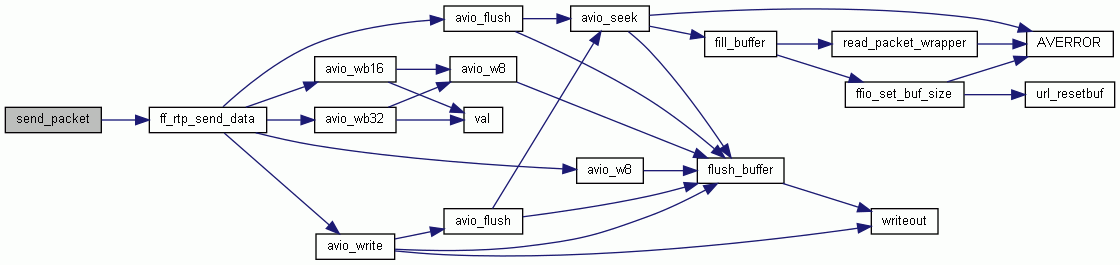 send_packet
ff_rtp_send_data
avio_flush
avio_wb16
avio_wb32
avio_write
avio_w8
val
avio_flush
avio_seek
avio_w8
fill_buffer
flush_buffer
read_packet_wrapper
ffio_set_buf_size
writeout
AVERROR
url_resetbuf